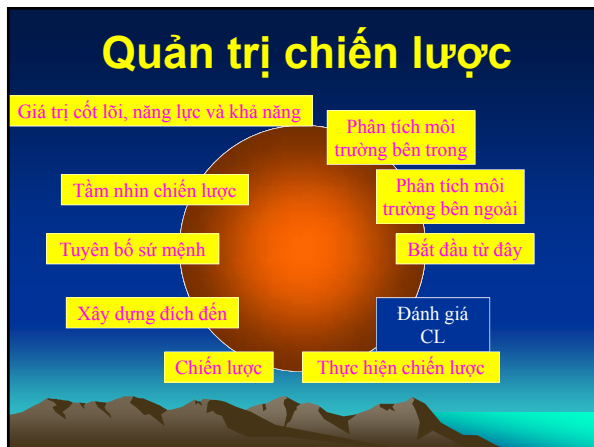 Quản trị chiến lược
Giá trị cốt lõi, năng lực và khả năng
Phân tích môi
trường bên trong
Tầm nhìn chiến lược
Phân tích môi
trường bên ngoài
Tuyên bố sứ mệnh
Bắt đầu từ đây
Xây dựng đích đến
Đánh giá
CL
Chiến lược
Thực hiện chiến lược